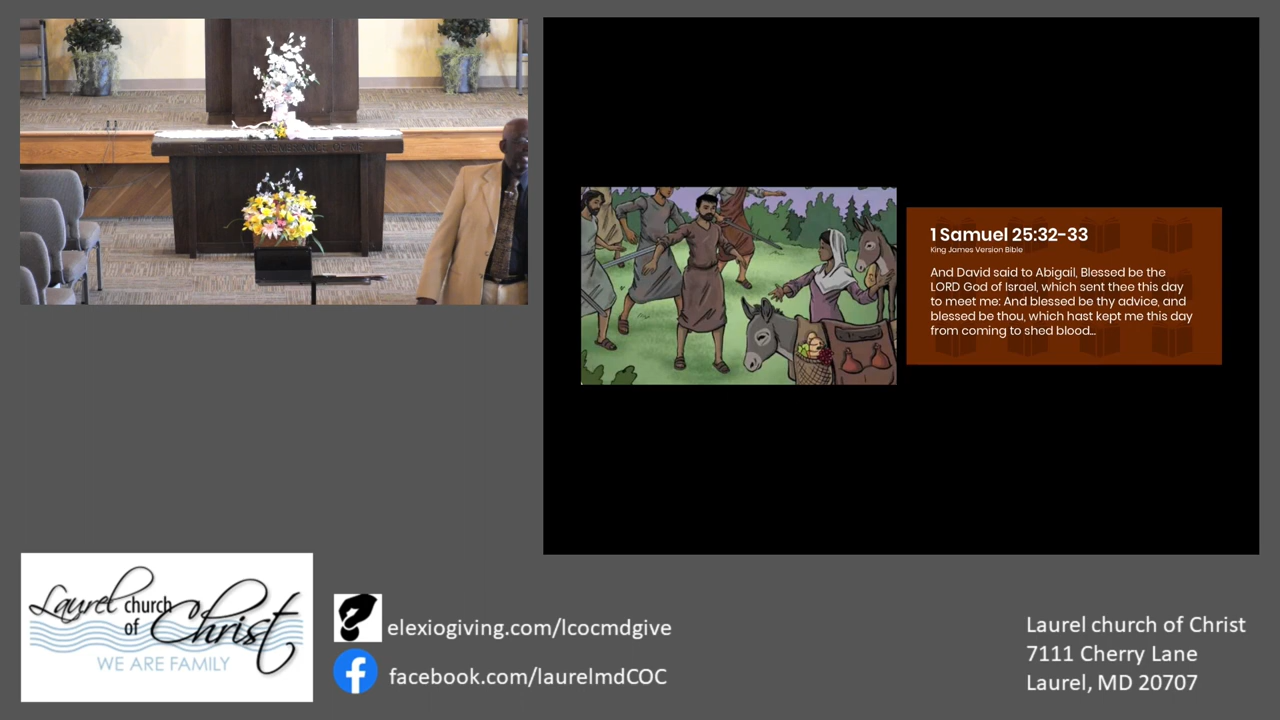 1 Samuel 25:32-33
King James Version Bible
And David said to Abigail, Blessed be the
LORD God of Israel, which sent thee this day
to meet me: And blessed be thy advice, and
blessed be thou, which hast kept me this day
from coming to shed blood...
Laurel church
of Christ
WE ARE FAMILY
elexiogiving.com/lcocmdgive
facebook.com/laurelmdCOC
Laurel church of Christ
7111 Cherry Lane
Laurel, MD 20707